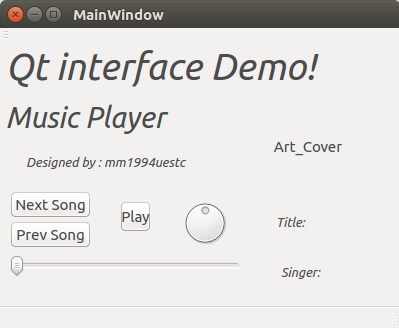 MainWindow
Qt interface Demo!
Music Player
Art_Cover
Designed by : mm1994uestc
Next Song
Play
Prev Song
Title:
Singer: